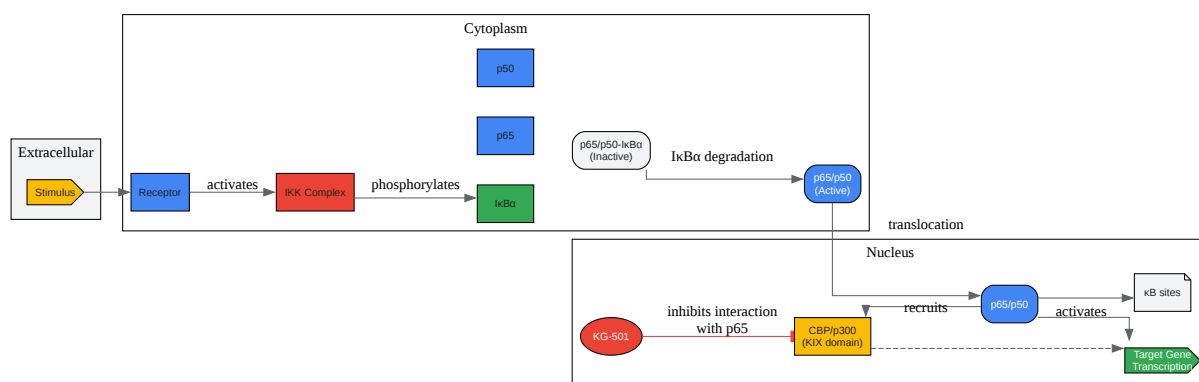 Cytoplasm
p50
p65
Extracellular
Stimulus
Receptor
activates
IKK Complex
phosphorylates
IκBα
p65/p50-IκBα
(Inactive)
IκBα degradation
p65/p50
(Active)
translocation
Nucleus
κB sites
p65/p50
recruits
activates
KG-501
inhibits interaction
with p65
CBP/p300
(KIX domain)
Target Gene
Transcription